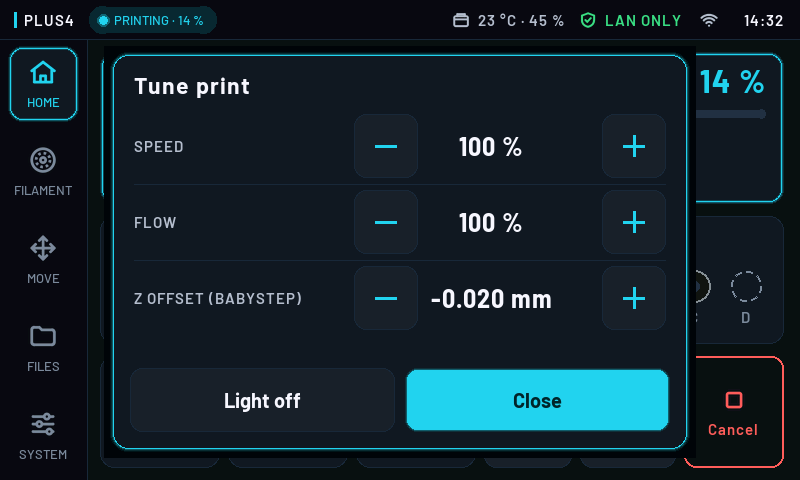 PLUS4
PRINTING · 14 %
23 °C · 45 %
LAN ONLY
14:32
HOME
FILAMENT
MOVE
FILES
SYSTEM
14 %
Tune print
SPEED
100 %
FLOW
100 %
Z OFFSET (BABYSTEP)
-0.020 mm
Light off
Close
D
Cancel